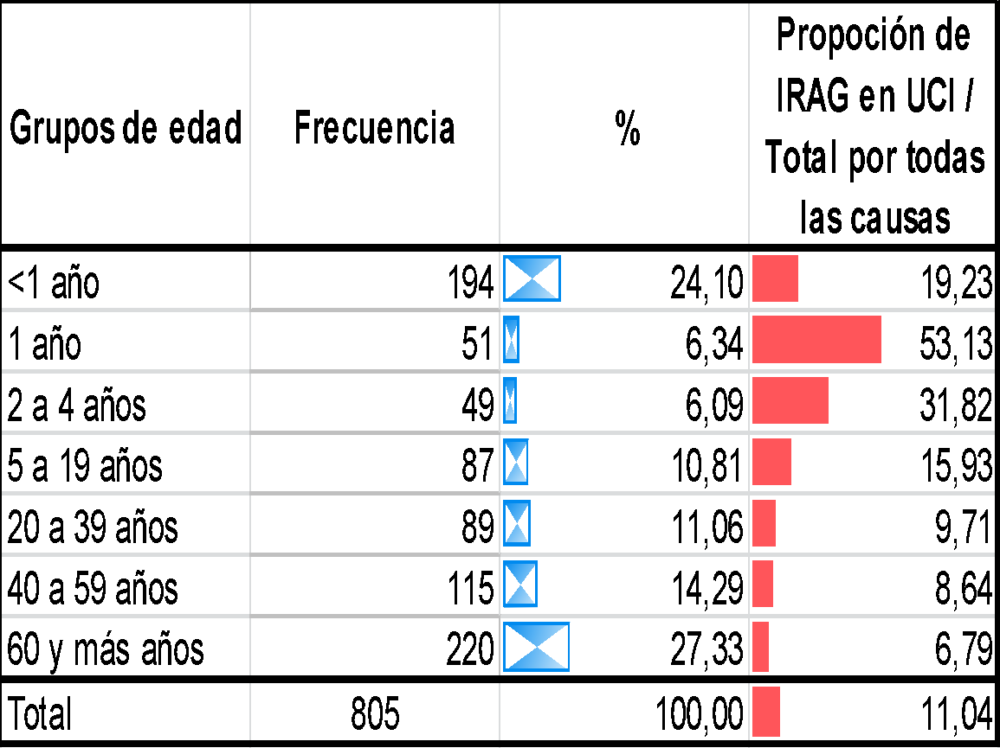 Grupos de edad Frecuencia % Propoción de
IRAG en UCI /
Total por todas
las causas
<1 año 194 24,10 19,23
1 año 51 6,34 53,13
2 a 4 años 49 6,09 31,82
5 a 19 años 87 10,81 15,93
20 a 39 años 89 11,06 9,71
40 a 59 años 115 14,29 8,64
60 y más años 220 27,33 6,79
Total 805 100,00 11,04